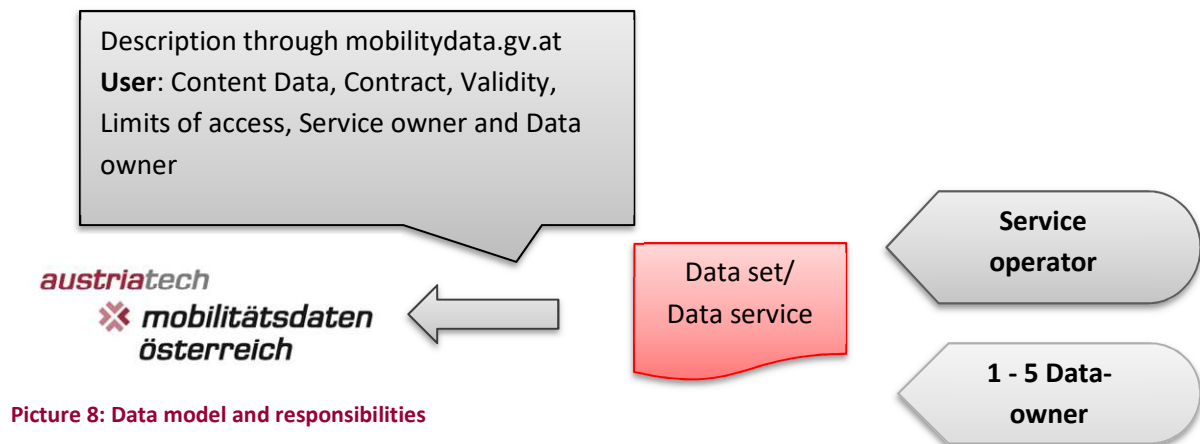 Description through mobilitydata.gv.at
User: Content Data, Contract, Validity,
Limits of access, Service owner and Data
owner
Service
operator
Data set/
Data service
austriatech
mobilitätsdaten
österreich
1 - 5 Data-
owner
Picture 8: Data model and responsibilities